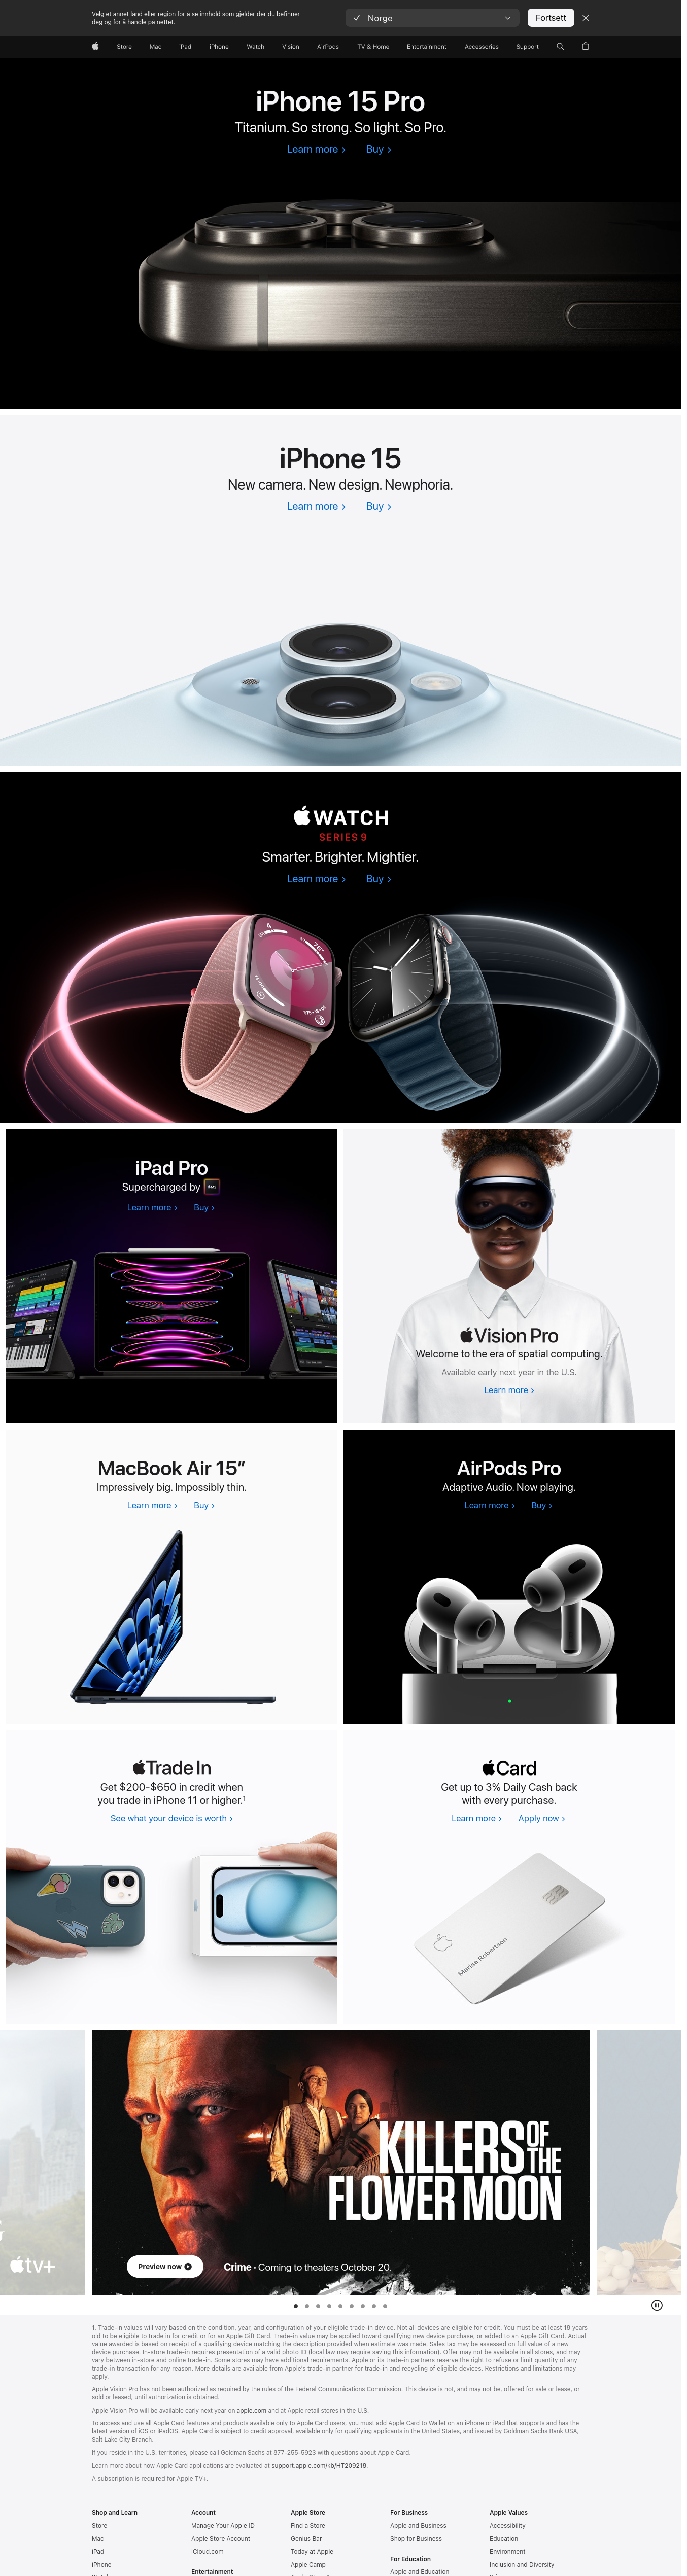 Velg et annet land eller region for å se innhold som gjelder der du befinner
deg og for å handle på nettet.
Norge
Fortsett
Store Mac iPad iPhone Watch Vision AirPods TV & Home Entertainment Accessories Support
iPhone 15 Pro
Titanium. So strong. So light. So Pro.
Learn more > Buy >
iPhone 15
New camera. New design. Newphoria.
Learn more > Buy >
WATCH
SERIES 9
Smarter. Brighter. Mightier.
Learn more > Buy >
iPad Pro
Supercharged by M2
Learn more > Buy >
Vision Pro
Welcome to the era of spatial computing.
Available early next year in the U.S.
Learn more >
MacBook Air 15”
Impressively big. Impossibly thin.
Learn more > Buy >
AirPods Pro
Adaptive Audio. Now playing.
Learn more > Buy >
Trade In
Get $200-$650 in credit when
you trade in iPhone 11 or higher.¹
See what your device is worth >
Card
Get up to 3% Daily Cash back
with every purchase.
Learn more > Apply now >
Marisa Robertson
tv+
KILLERS OF THE
FLOWER MOON
Preview now
Crime · Coming to theaters October 20.
1. Trade-in values will vary based on the condition, year, and configuration of your eligible trade-in device. Not all devices are eligible for credit. You must be at least 18 years
old to be eligible to trade in for credit or for an Apple Gift Card. Trade-in value may be applied toward qualifying new device purchase, or added to an Apple Gift Card. Actual
value awarded is based on receipt of a qualifying device matching the description provided when estimate was made. Sales tax may be assessed on full value of a new
device purchase. In-store trade-in requires presentation of a valid photo ID (local law may require saving this information). Offer may not be available in all stores, and may
vary between in-store and online trade-in. Some stores may have additional requirements. Apple or its trade-in partners reserve the right to refuse or limit quantity of any
trade-in transaction for any reason. More details are available from Apple's trade-in partner for trade-in and recycling of eligible devices. Restrictions and limitations may
apply.
Apple Vision Pro has not been authorized as required by the rules of the Federal Communications Commission. This device is not, and may not be, offered for sale or lease, or
sold or leased, until authorization is obtained.
Apple Vision Pro will be available early next year on apple.com and at Apple retail stores in the U.S.
To access and use all Apple Card features and products available only to Apple Card users, you must add Apple Card to Wallet on an iPhone or iPad that supports and has the
latest version of iOS or iPadOS. Apple Card is subject to credit approval, available only for qualifying applicants in the United States, and issued by Goldman Sachs Bank USA,
Salt Lake City Branch.
If you reside in the U.S. territories, please call Goldman Sachs at 877-255-5923 with questions about Apple Card.
Learn more about how Apple Card applications are evaluated at support.apple.com/kb/HT209218.
A subscription is required for Apple TV+.
Shop and Learn
Store
Mac
iPad
iPhone
Account
Manage Your Apple ID
Apple Store Account
iCloud.com
Entertainment
Apple Store
Find a Store
Genius Bar
Today at Apple
Apple Camp
For Business
Apple and Business
Shop for Business
For Education
Apple and Education
Apple Values
Accessibility
Education
Environment
Inclusion and Diversity